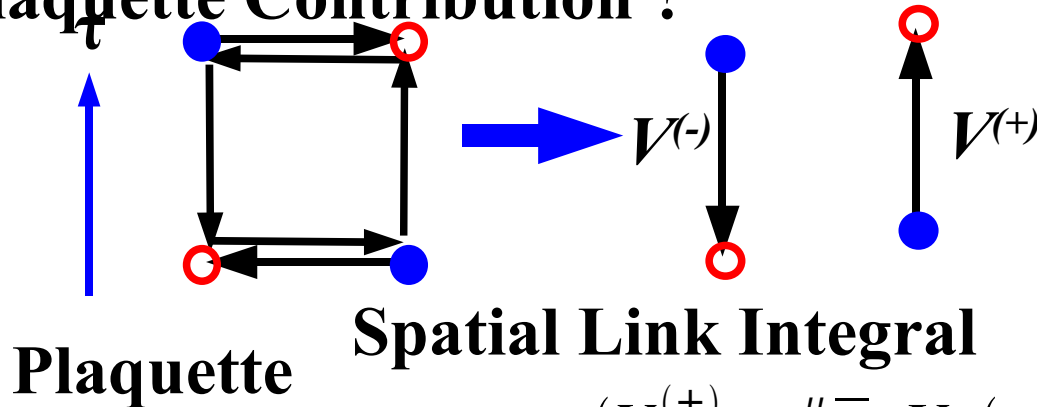 Plaquette Contribution ?
τ
V(-)
V(+)
Spatial Link Integral
Plaquette